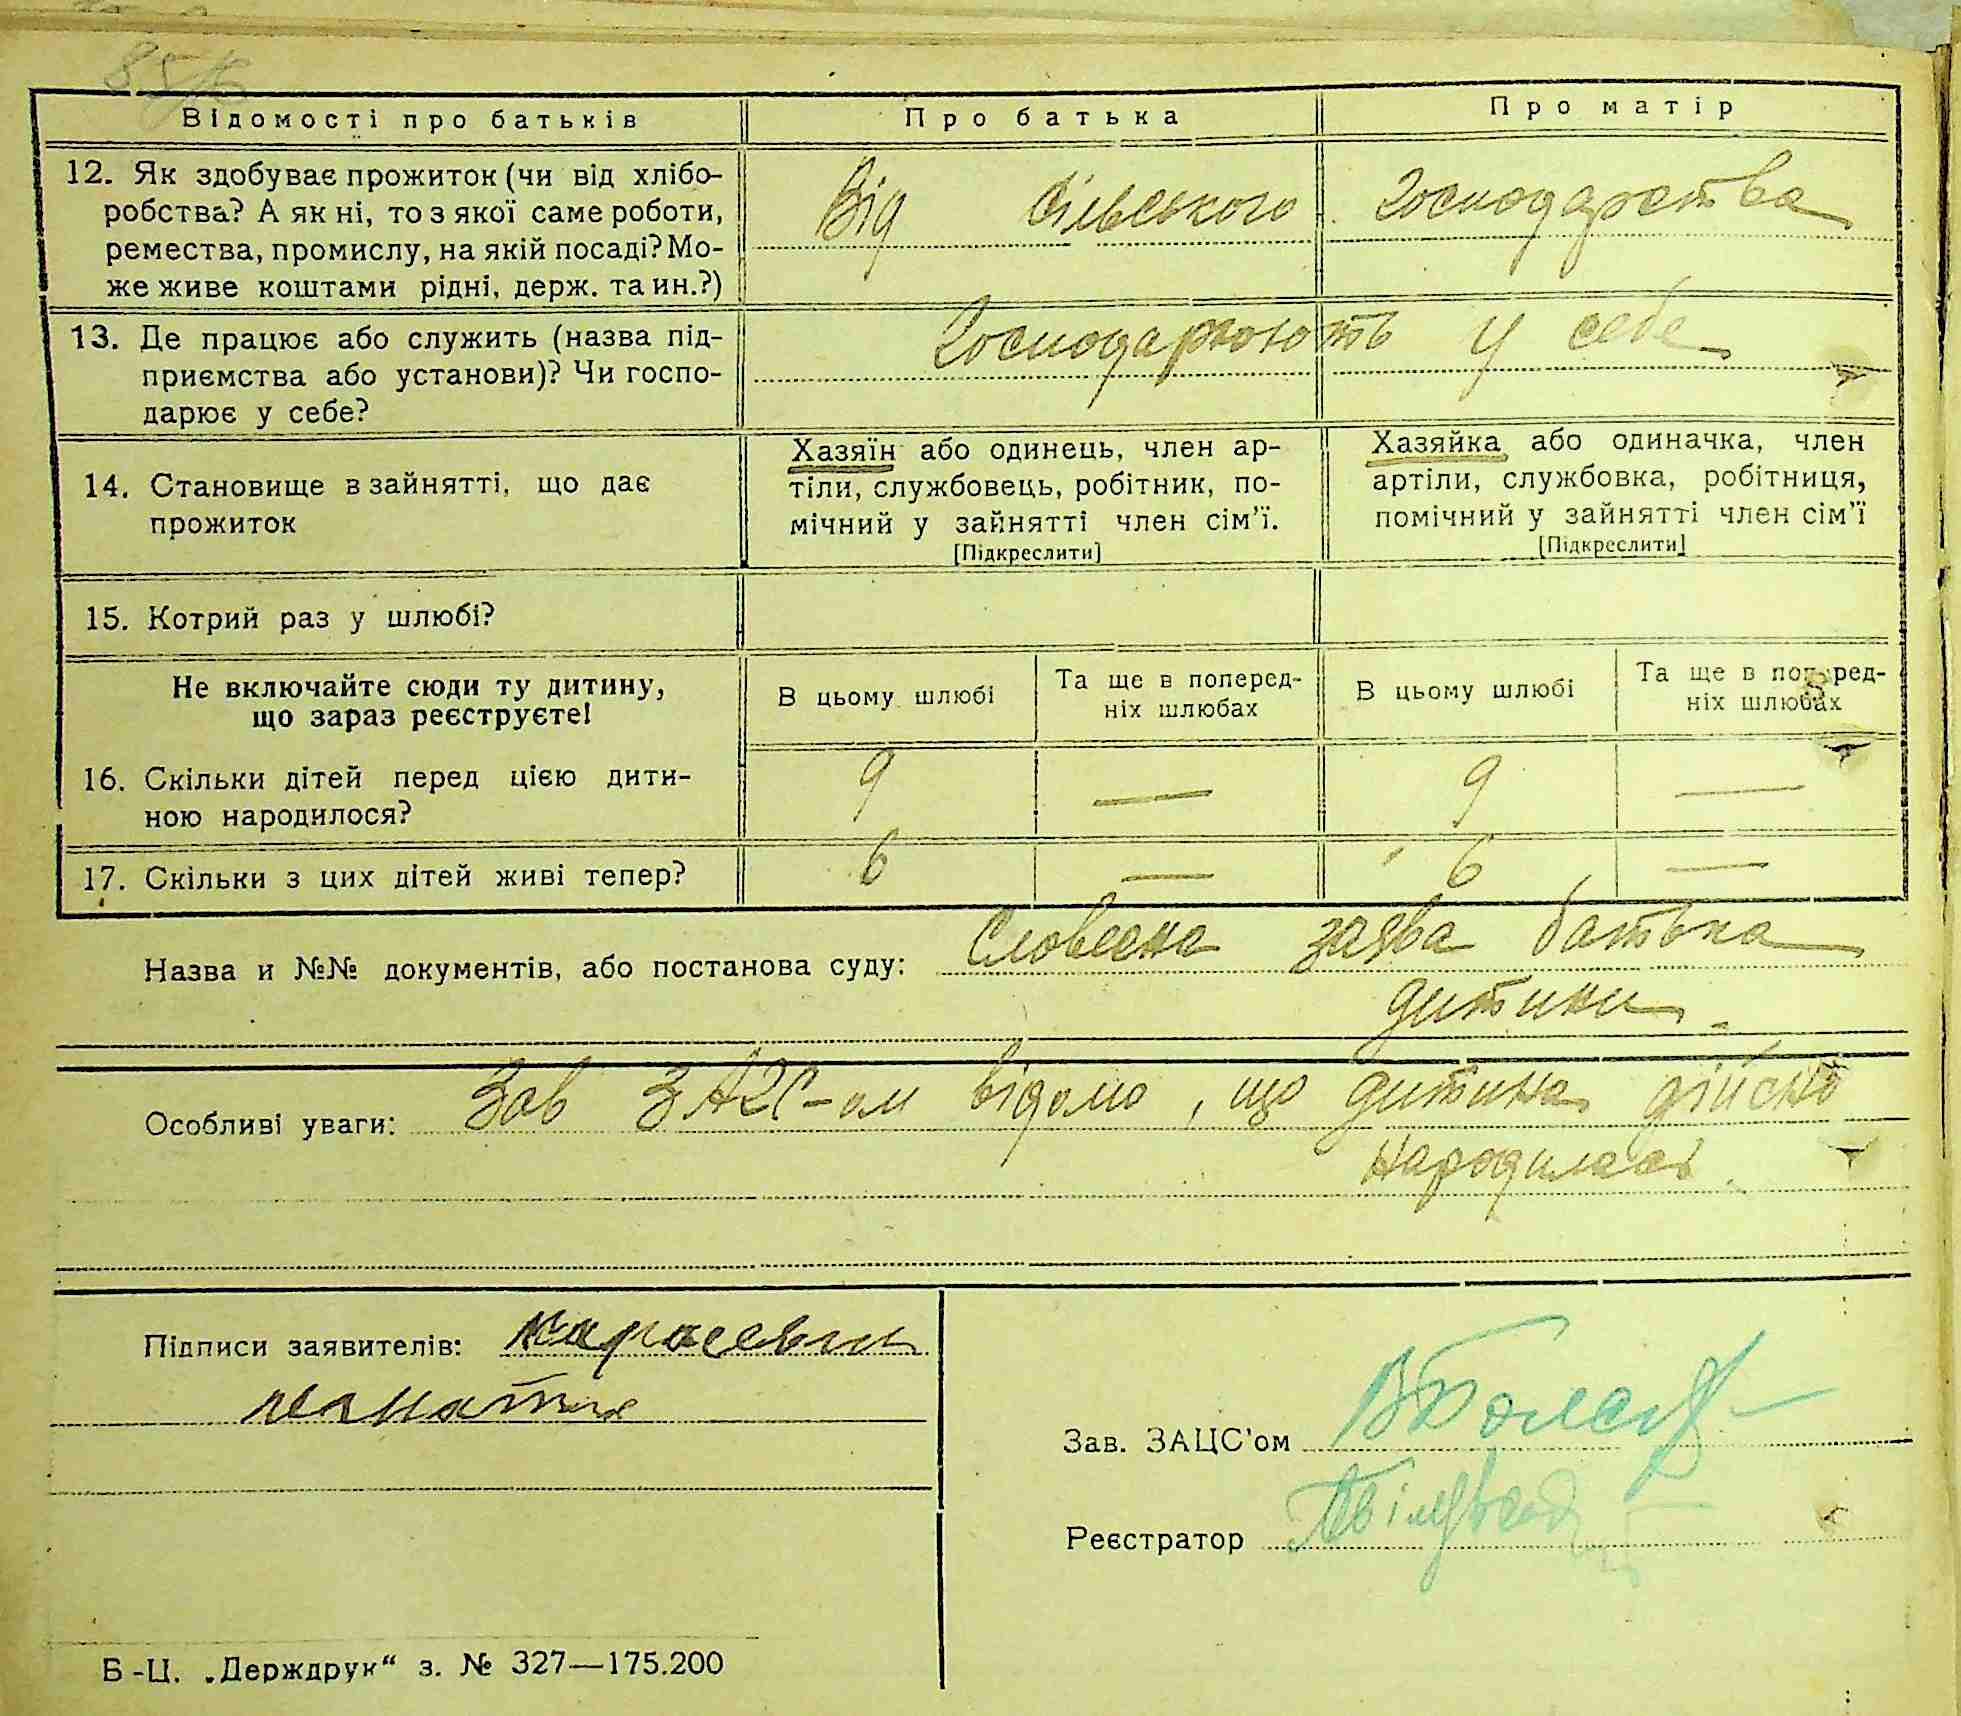 85/б
Відомості про батьків
Про батька
Про матір
12. Як здобуває прожиток (чи від хлібо-
робства? А як ні, то з якої саме роботи,
ремества, промислу, на якій посаді? Мо-
же живе коштами рідні, держ. та ин.?)
Від сільського господарства
13. Де працює або служить (назва під-
приємства або установи)? Чи госпо-
дарює у себе?
Господарюють у себе
14. Становище в зайнятті, що дає
прожиток
Хазяїн або одинець, член ар-
тіли, службовець, робітник, по-
мічний у зайнятті член сім’ї.
[Підкреслити]
Хазяйка або одиначка, член
артіли, службовка, робітниця,
помічний у зайнятті член сім’ї
[Підкреслити]
15. Котрий раз у шлюбі?
Не включайте сюди ту дитину,
що зараз реєструєте!
В цьому шлюбі
Та ще в поперед-
ніх шлюбах
В цьому шлюбі
Та ще в поперед-
ніх шлюбах
16. Скільки дітей перед цією дити-
ною народилося?
9 — 9 —
17. Скільки з цих дітей живі тепер?
6 — 6 —
Назва и №№ документів, або постанова суду: Словесна заява батька
дитини.
Особливі уваги: Зав ЗАГС-ом відомо, що дитина дійсно
народилась.
Підписи заявителів:
Зав. ЗАЦС’ом
Реєстратор
Б-Ц. „Держдрук“ з. № 327—175.200